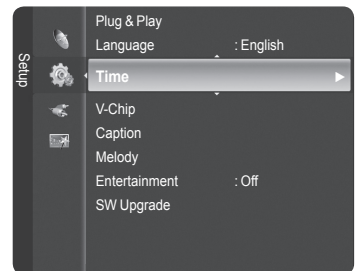 Setup
Plug & Play
Language : English
Time
V-Chip
Caption
Melody
Entertainment : Off
SW Upgrade